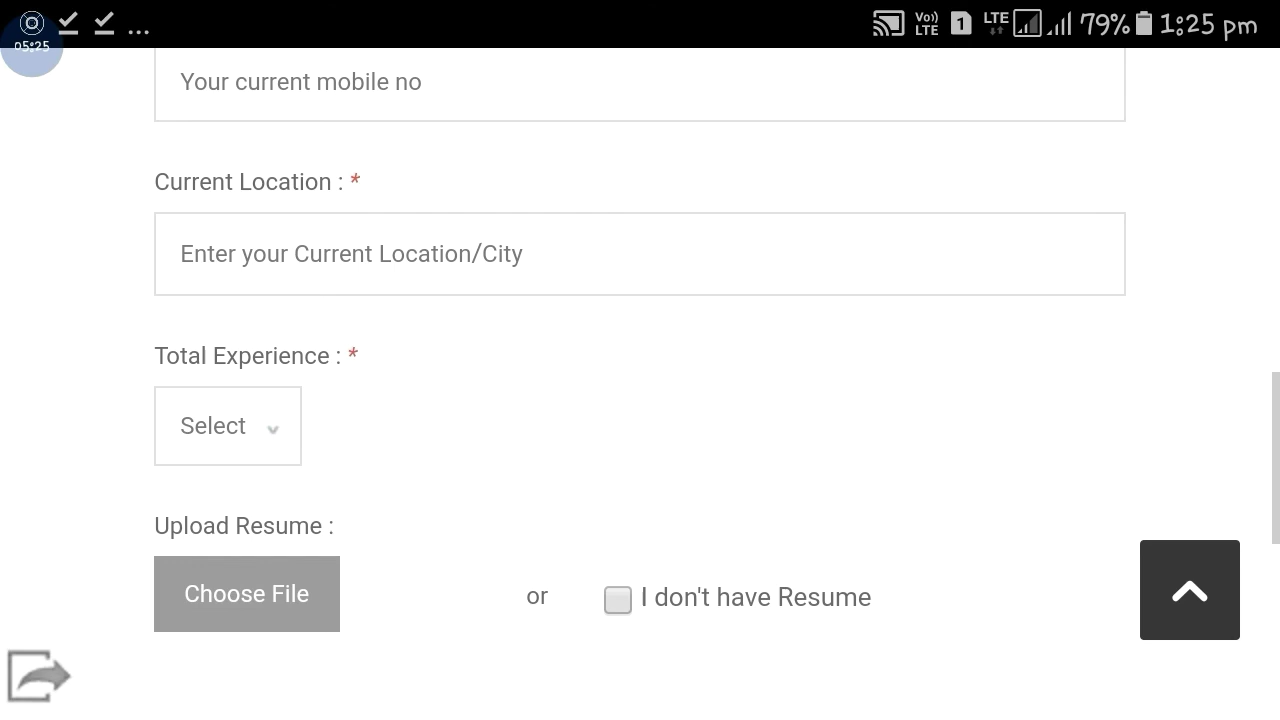 05:25
...
Vo))
LTE
1
LTE
79%
1:25 pm
Your current mobile no
Current Location : *
Enter your Current Location/City
Total Experience : *
Select
Upload Resume :
Choose File
or
I don't have Resume